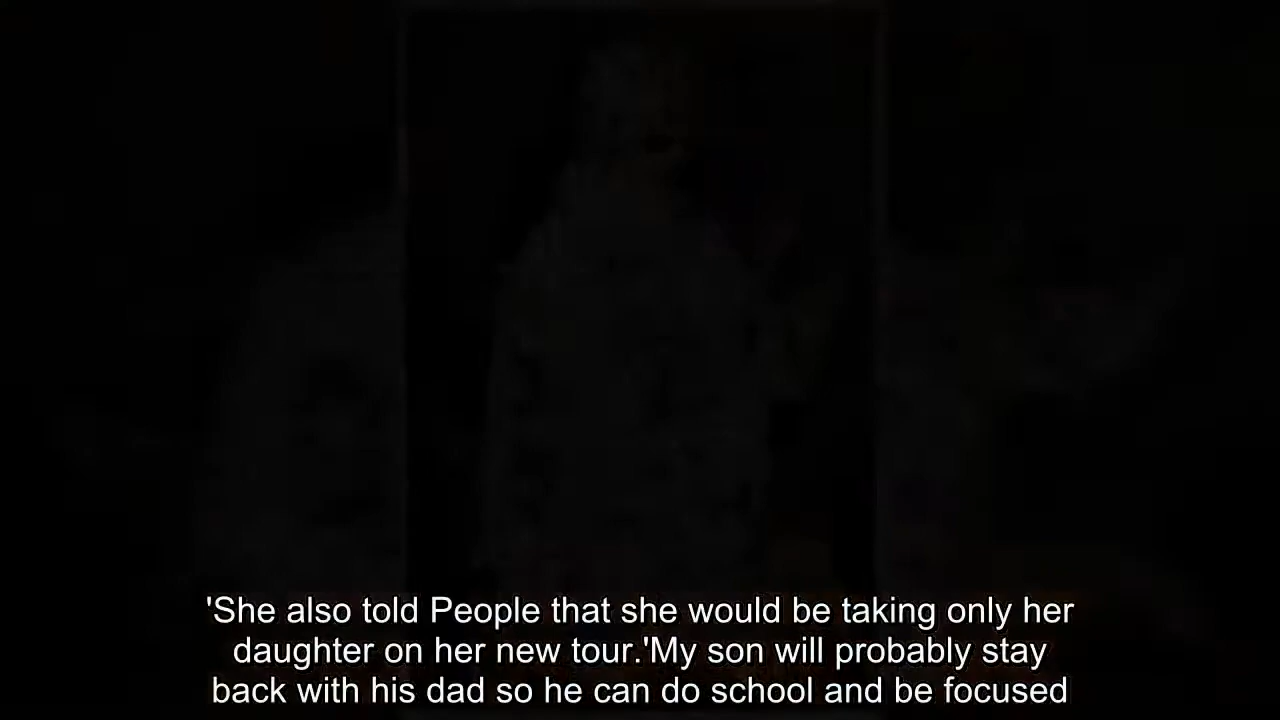 'She also told People that she would be taking only her
daughter on her new tour.'My son will probably stay
back with his dad so he can do school and be focused